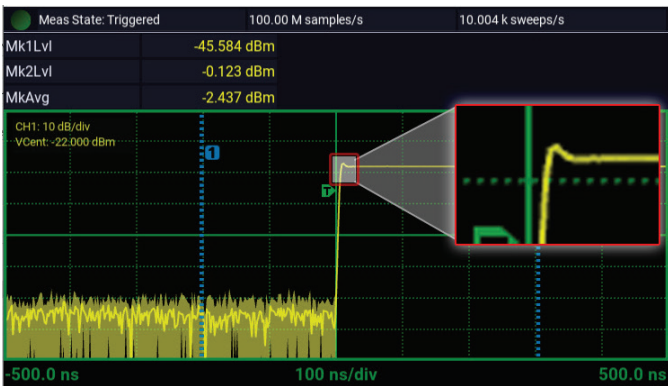 Meas State: Triggered 100.00 M samples/s 10.004 k sweeps/s
Mk1Lvl -45.584 dBm
Mk2Lvl -0.123 dBm
MkAvg -2.437 dBm
CH1: 10 dB/div
VCent: -22.000 dBm
1
T
-500.0 ns 100 ns/div 500.0 ns